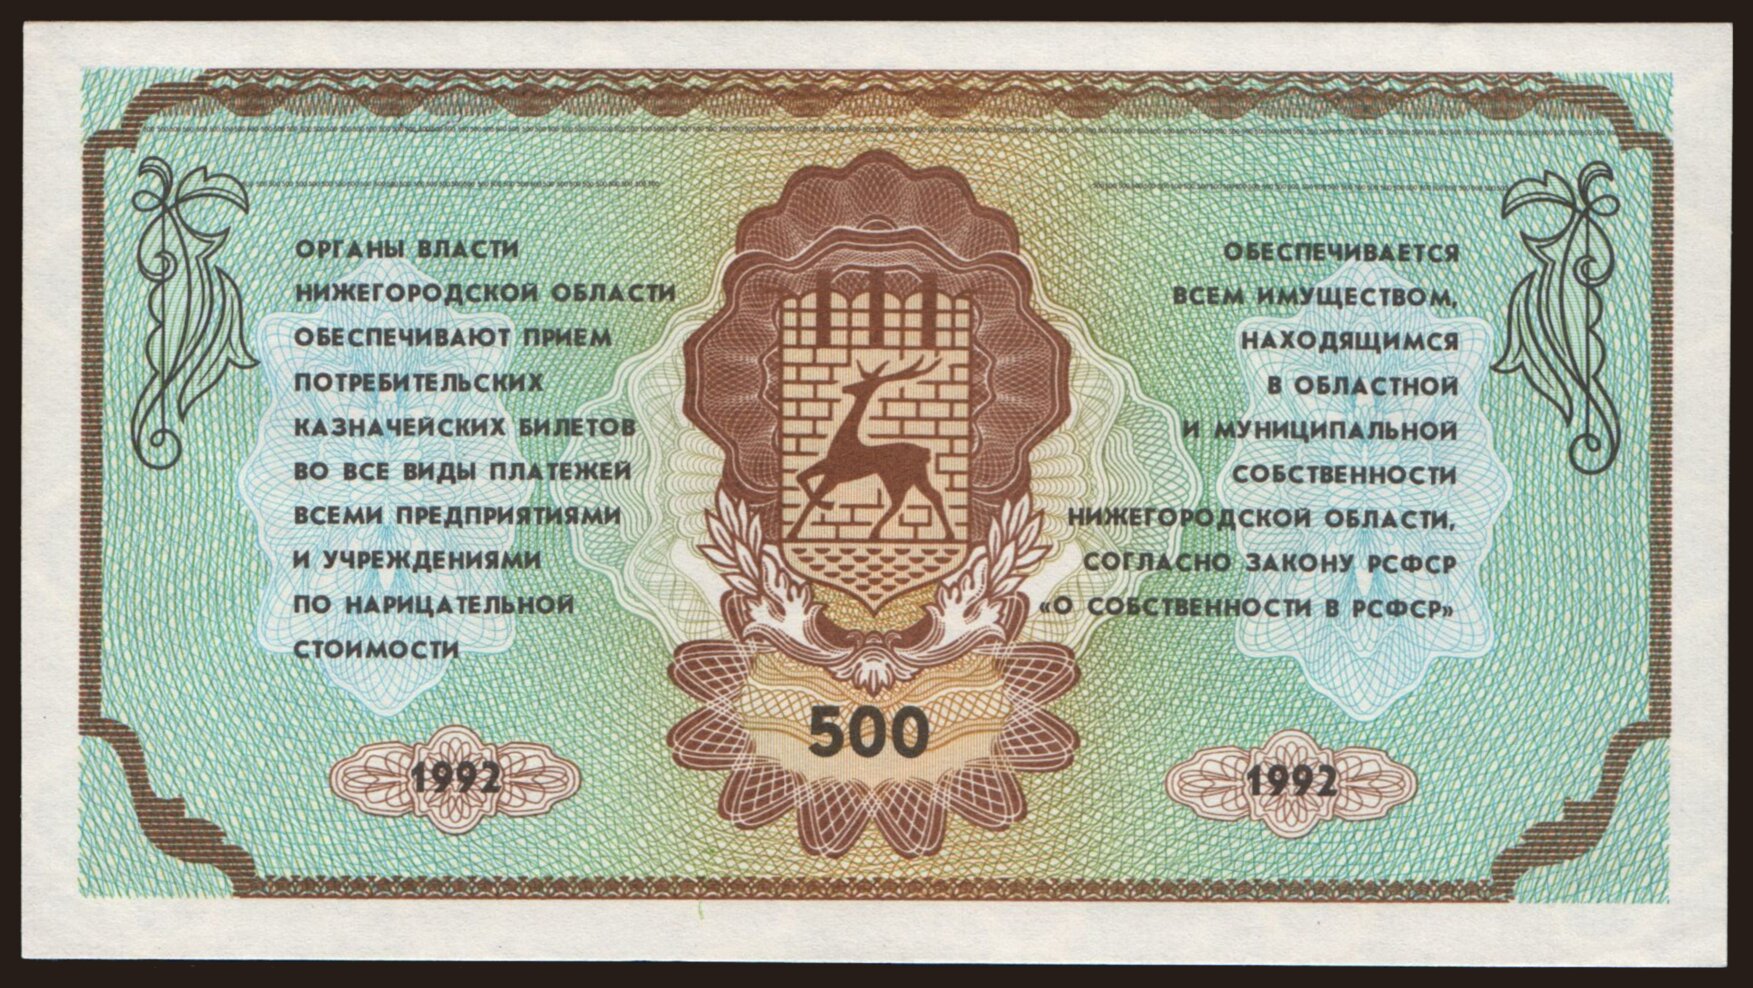 ОРГАНЫ ВЛАСТИ
НИЖЕГОРОДСКОЙ ОБЛАСТИ
ОБЕСПЕЧИВАЮТ ПРИЕМ
ПОТРЕБИТЕЛЬСКИХ
КАЗНАЧЕЙСКИХ БИЛЕТОВ
ВО ВСЕ ВИДЫ ПЛАТЕЖЕЙ
ВСЕМИ ПРЕДПРИЯТИЯМИ
И УЧРЕЖДЕНИЯМИ
ПО НАРИЦАТЕЛЬНОЙ
СТОИМОСТИ
ОБЕСПЕЧИВАЕТСЯ
ВСЕМ ИМУЩЕСТВОМ,
НАХОДЯЩИМСЯ
В ОБЛАСТНОЙ
И МУНИЦИПАЛЬНОЙ
СОБСТВЕННОСТИ
НИЖЕГОРОДСКОЙ ОБЛАСТИ,
СОГЛАСНО ЗАКОНУ РСФСР
«О СОБСТВЕННОСТИ В РСФСР»
500
1992
1992